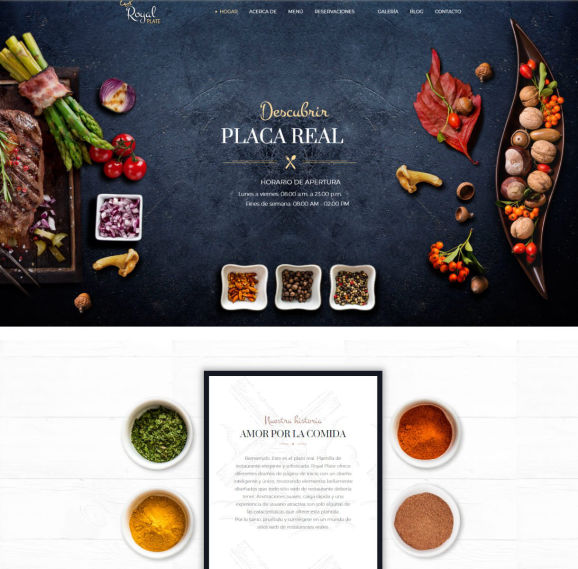 Royal
PLATE
HOGAR ACERCA DE MENÚ RESERVACIONES GALERÍA BLOG CONTACTO
Descubrir
PLACA REAL
HORARIO DE APERTURA
Lunes a viernes: 08:00 a.m. a 23:00 p.m.
Fines de semana: 08:00 AM - 02:00 PM
Nuestra historia
AMOR POR LA COMIDA
Bienvenido. Este es el plato real. Plantilla de
restaurante elegante y sofisticada. Royal Plate ofrece
diferentes diseños de página de inicio con un diseño
inteligente y único, mostrando elementos bellamente
diseñados que todo sitio web de restaurante debería
tener. Animaciones suaves, carga rápida y una
experiencia de usuario atractiva son solo algunas de
las características que ofrece esta plantilla.
Por lo tanto, pruébelo y sumérjase en un mundo de
sitios web de restaurantes reales.